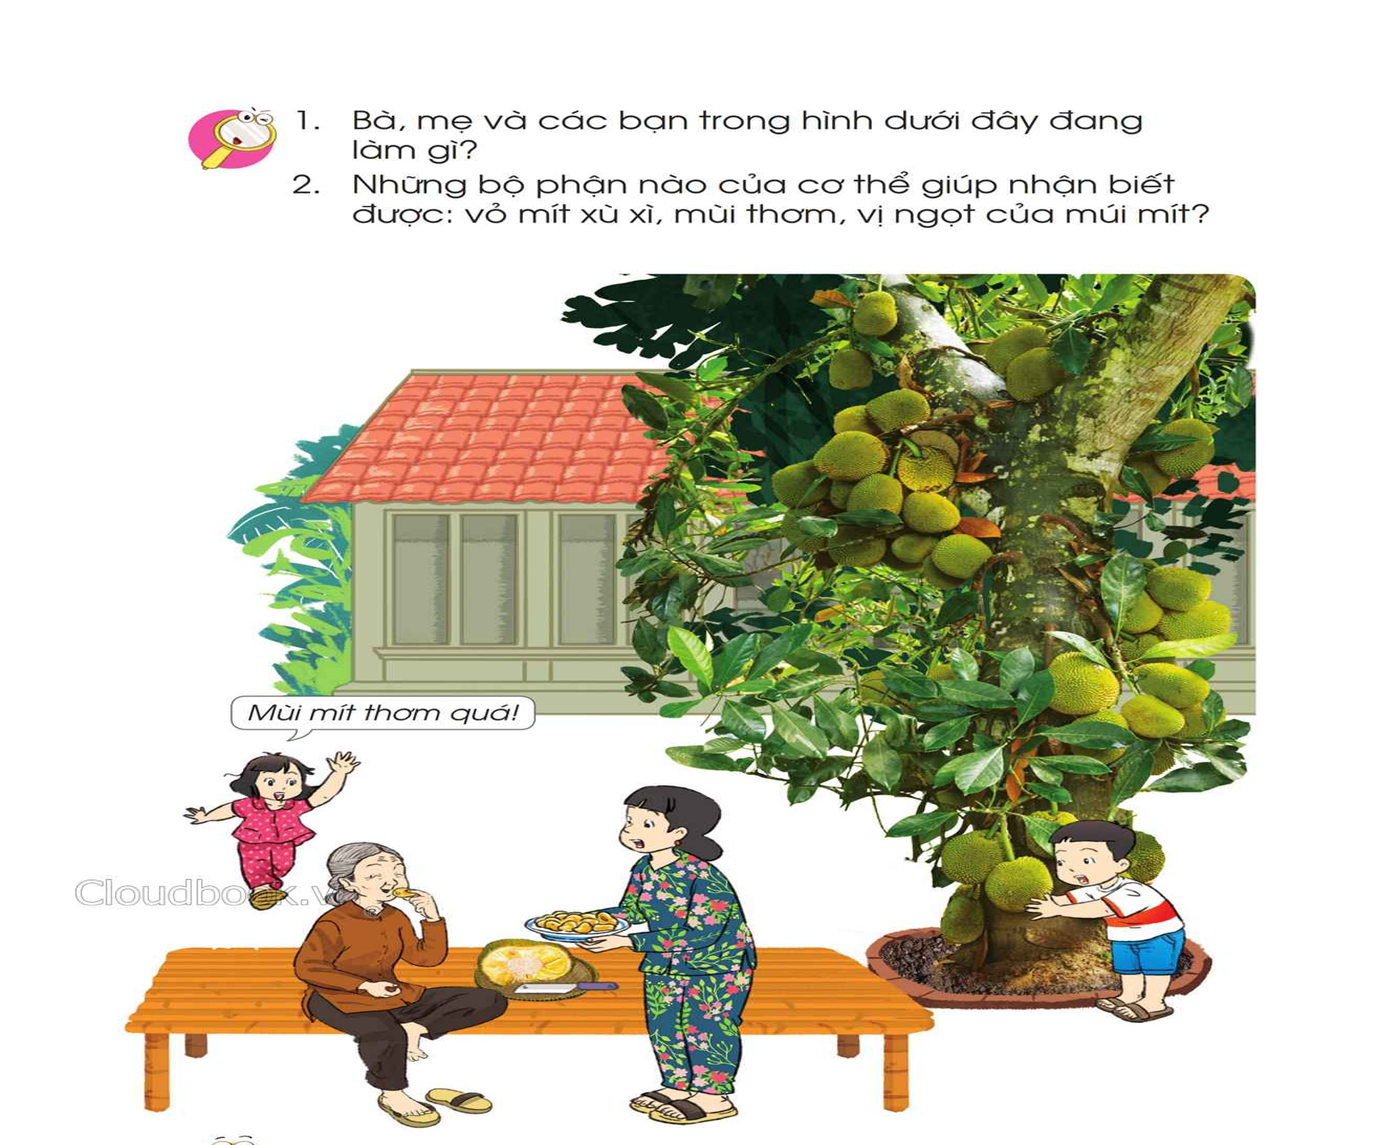 1. Bà, mẹ và các bạn trong hình dưới đây đang
làm gì?
2. Những bộ phận nào của cơ thể giúp nhận biết
được: vỏ mít xù xì, mùi thơm, vị ngọt của múi mít?
Mùi mít thơm quá!
Cloudbook.v